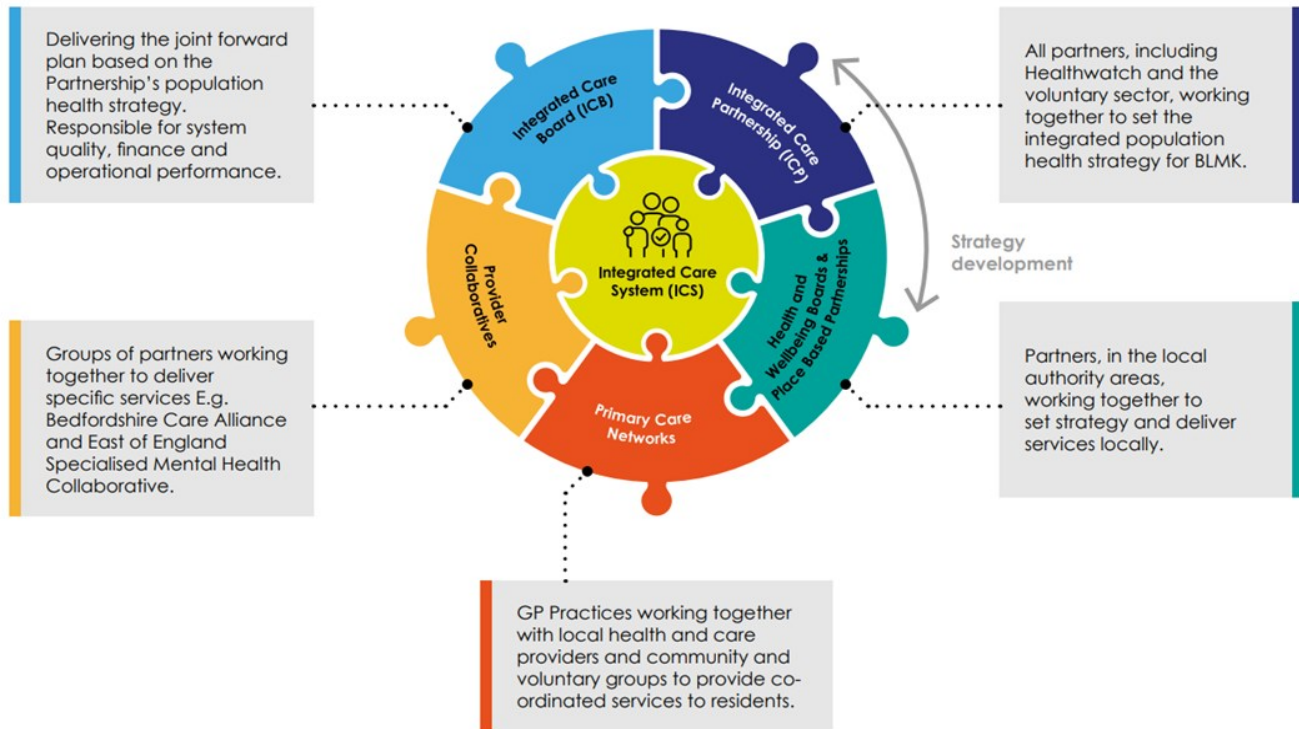 Delivering the joint forward
plan based on the
Partnership's population
health strategy.
Responsible for system
quality, finance and
operational performance.
Integrated Care
Board (ICB)
Integrated Care
Partnership (ICP)
All partners, including
Healthwatch and the
voluntary sector, working
together to set the
integrated population
health strategy for BLMK.
Strategy
development
Integrated Care
System (ICS)
Provider
Collaboratives
Health and
Wellbeing Boards &
Place Based Partnerships
Groups of partners working
together to deliver
specific services E.g.
Bedfordshire Care Alliance
and East of England
Specialised Mental Health
Collaborative.
Primary Care
Networks
Partners, in the local
authority areas,
working together to
set strategy and deliver
services locally.
GP Practices working together
with local health and care
providers and community and
voluntary groups to provide co-
ordinated services to residents.